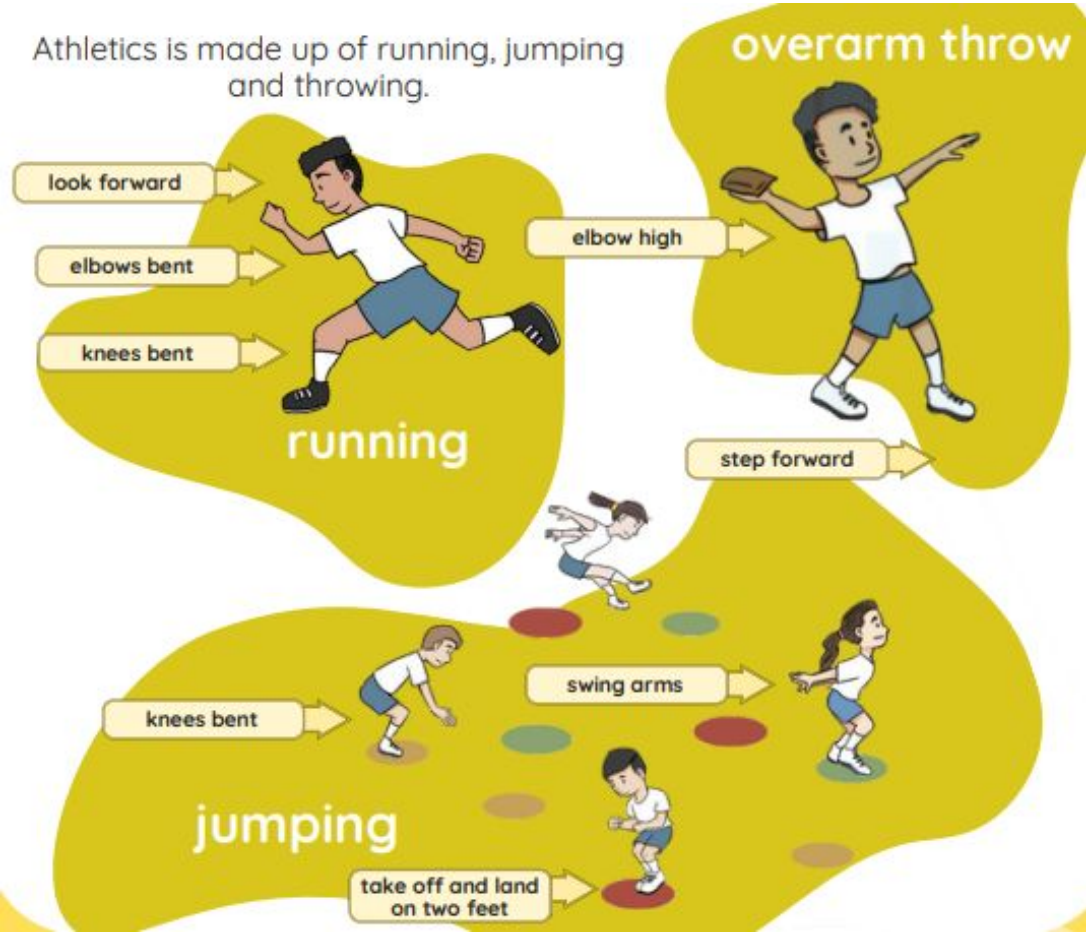 Athletics is made up of running, jumping
and throwing.
overarm throw
look forward
elbows bent
knees bent
running
elbow high
step forward
knees bent
swing arms
jumping
take off and land
on two feet